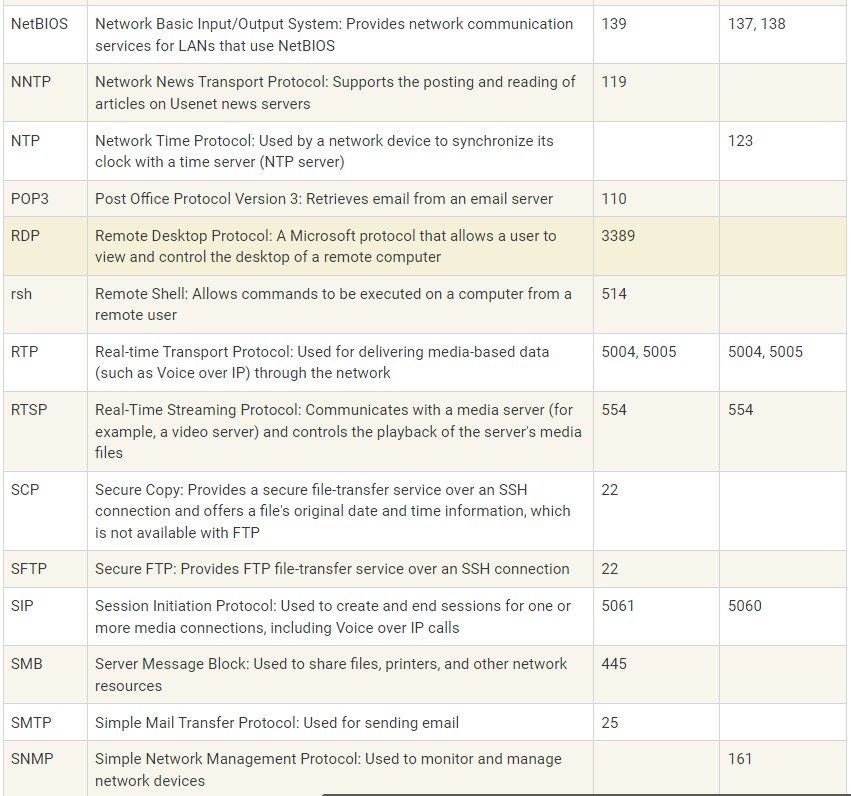 NetBIOS Network Basic Input/Output System: Provides network communication 139 137, 138
services for LANs that use NetBIOS
NNTP Network News Transport Protocol: Supports the posting and reading of 119
articles on Usenet news servers
NTP Network Time Protocol: Used by a network device to synchronize its 123
clock with a time server (NTP server)
POP3 Post Office Protocol Version 3: Retrieves email from an email server 110
RDP Remote Desktop Protocol: A Microsoft protocol that allows a user to 3389
view and control the desktop of a remote computer
rsh Remote Shell: Allows commands to be executed on a computer from a 514
remote user
RTP Real-time Transport Protocol: Used for delivering media-based data 5004, 5005 5004, 5005
(such as Voice over IP) through the network
RTSP Real-Time Streaming Protocol: Communicates with a media server (for 554 554
example, a video server) and controls the playback of the server's media
files
SCP Secure Copy: Provides a secure file-transfer service over an SSH 22
connection and offers a file's original date and time information, which
is not available with FTP
SFTP Secure FTP: Provides FTP file-transfer service over an SSH connection 22
SIP Session Initiation Protocol: Used to create and end sessions for one or 5061 5060
more media connections, including Voice over IP calls
SMB Server Message Block: Used to share files, printers, and other network 445
resources
SMTP Simple Mail Transfer Protocol: Used for sending email 25
SNMP Simple Network Management Protocol: Used to monitor and manage 161
network devices